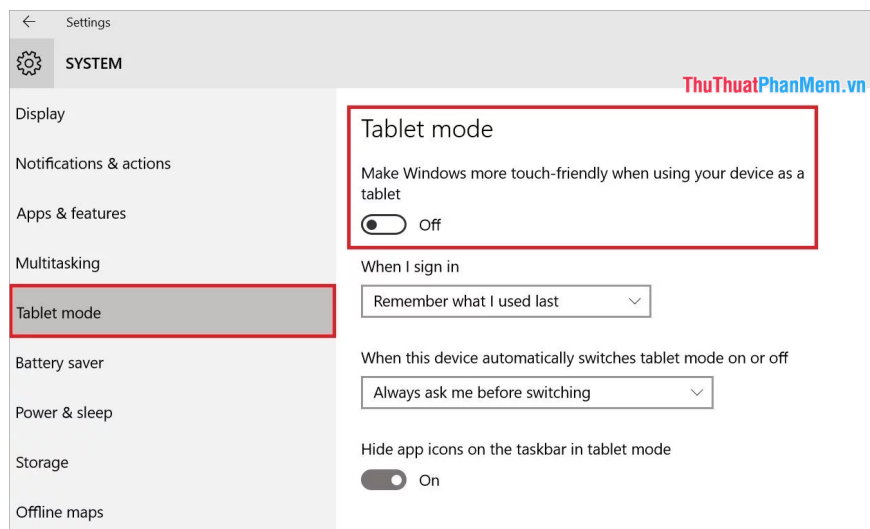 Settings
SYSTEM
ThuThuatPhanMem.vn
Display
Notifications & actions
Apps & features
Multitasking
Tablet mode
Battery saver
Power & sleep
Storage
Offline maps
Tablet mode
Make Windows more touch-friendly when using your device as a
tablet
Off
When I sign in
Remember what I used last
When this device automatically switches tablet mode on or off
Always ask me before switching
Hide app icons on the taskbar in tablet mode
On